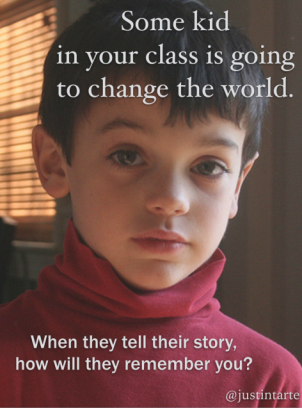 Some kid
in your class is going
to change the world.
When they tell their story,
how will they remember you?
@justintarte